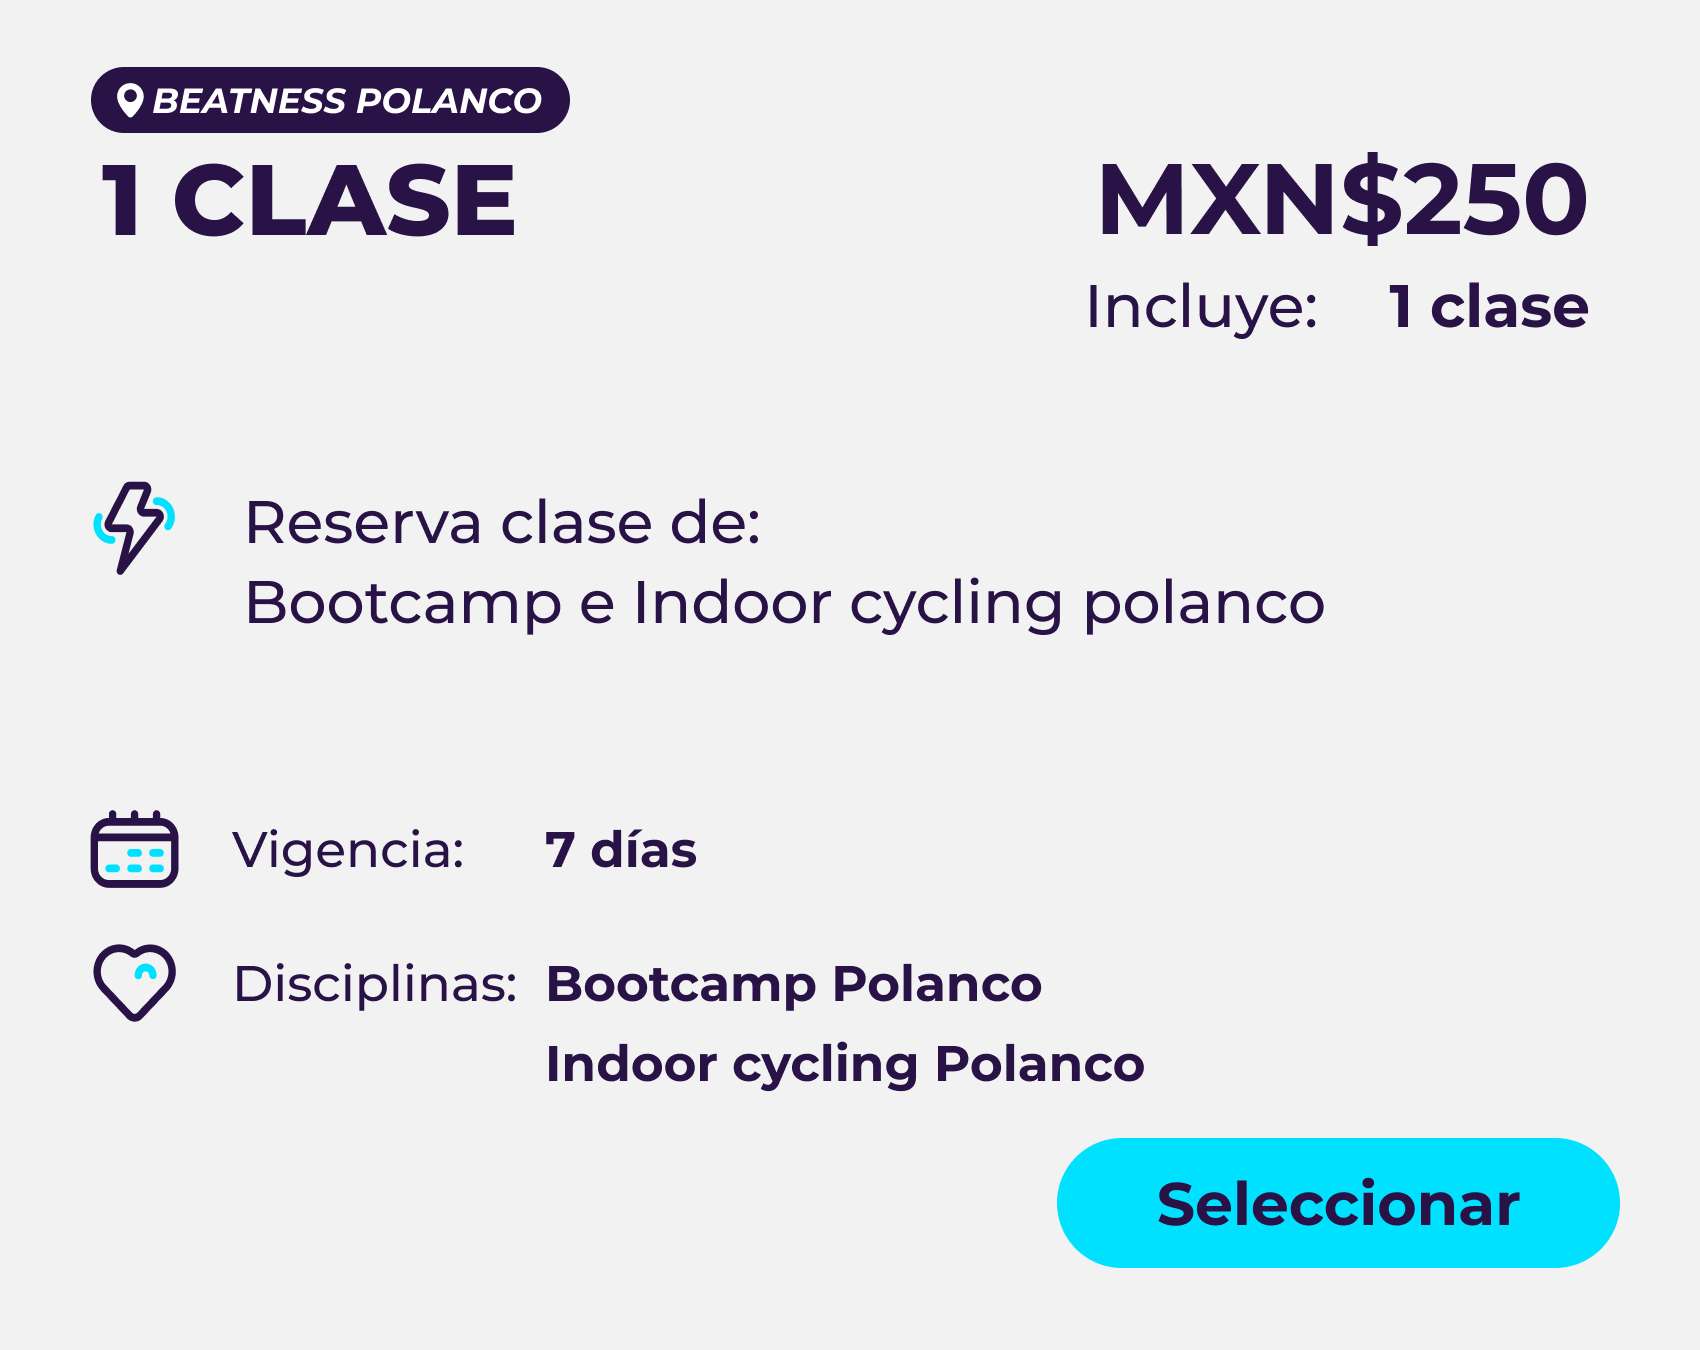 BEATNESS POLANCO
1 CLASE
MXN$250
Incluye: 1 clase
Reserva clase de:
Bootcamp e Indoor cycling polanco
Vigencia: 7 días
Disciplinas: Bootcamp Polanco
Indoor cycling Polanco
Seleccionar